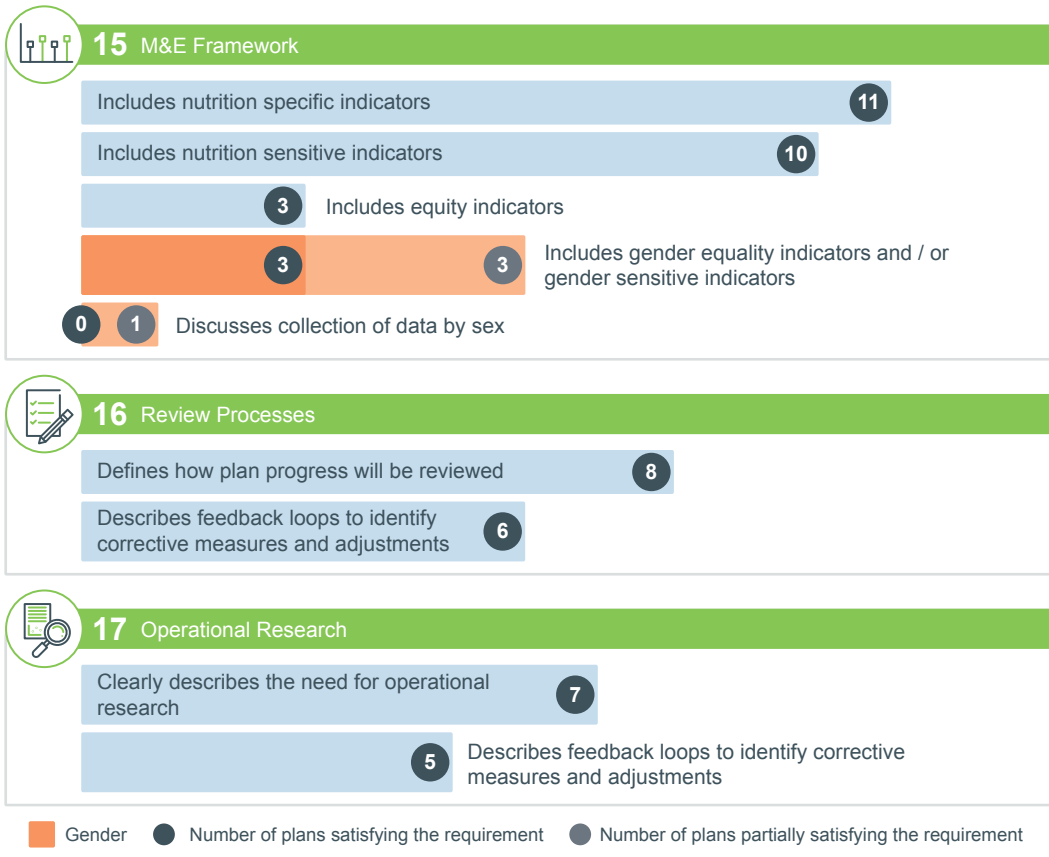 15 M&E Framework
Includes nutrition specific indicators
11
Includes nutrition sensitive indicators
10
3
Includes equity indicators
3
3
Includes gender equality indicators and / or
gender sensitive indicators
0
1
Discusses collection of data by sex
16 Review Processes
Defines how plan progress will be reviewed
8
Describes feedback loops to identify
corrective measures and adjustments
6
17 Operational Research
Clearly describes the need for operational
research
7
5
Describes feedback loops to identify corrective
measures and adjustments
Gender
Number of plans satisfying the requirement
Number of plans partially satisfying the requirement